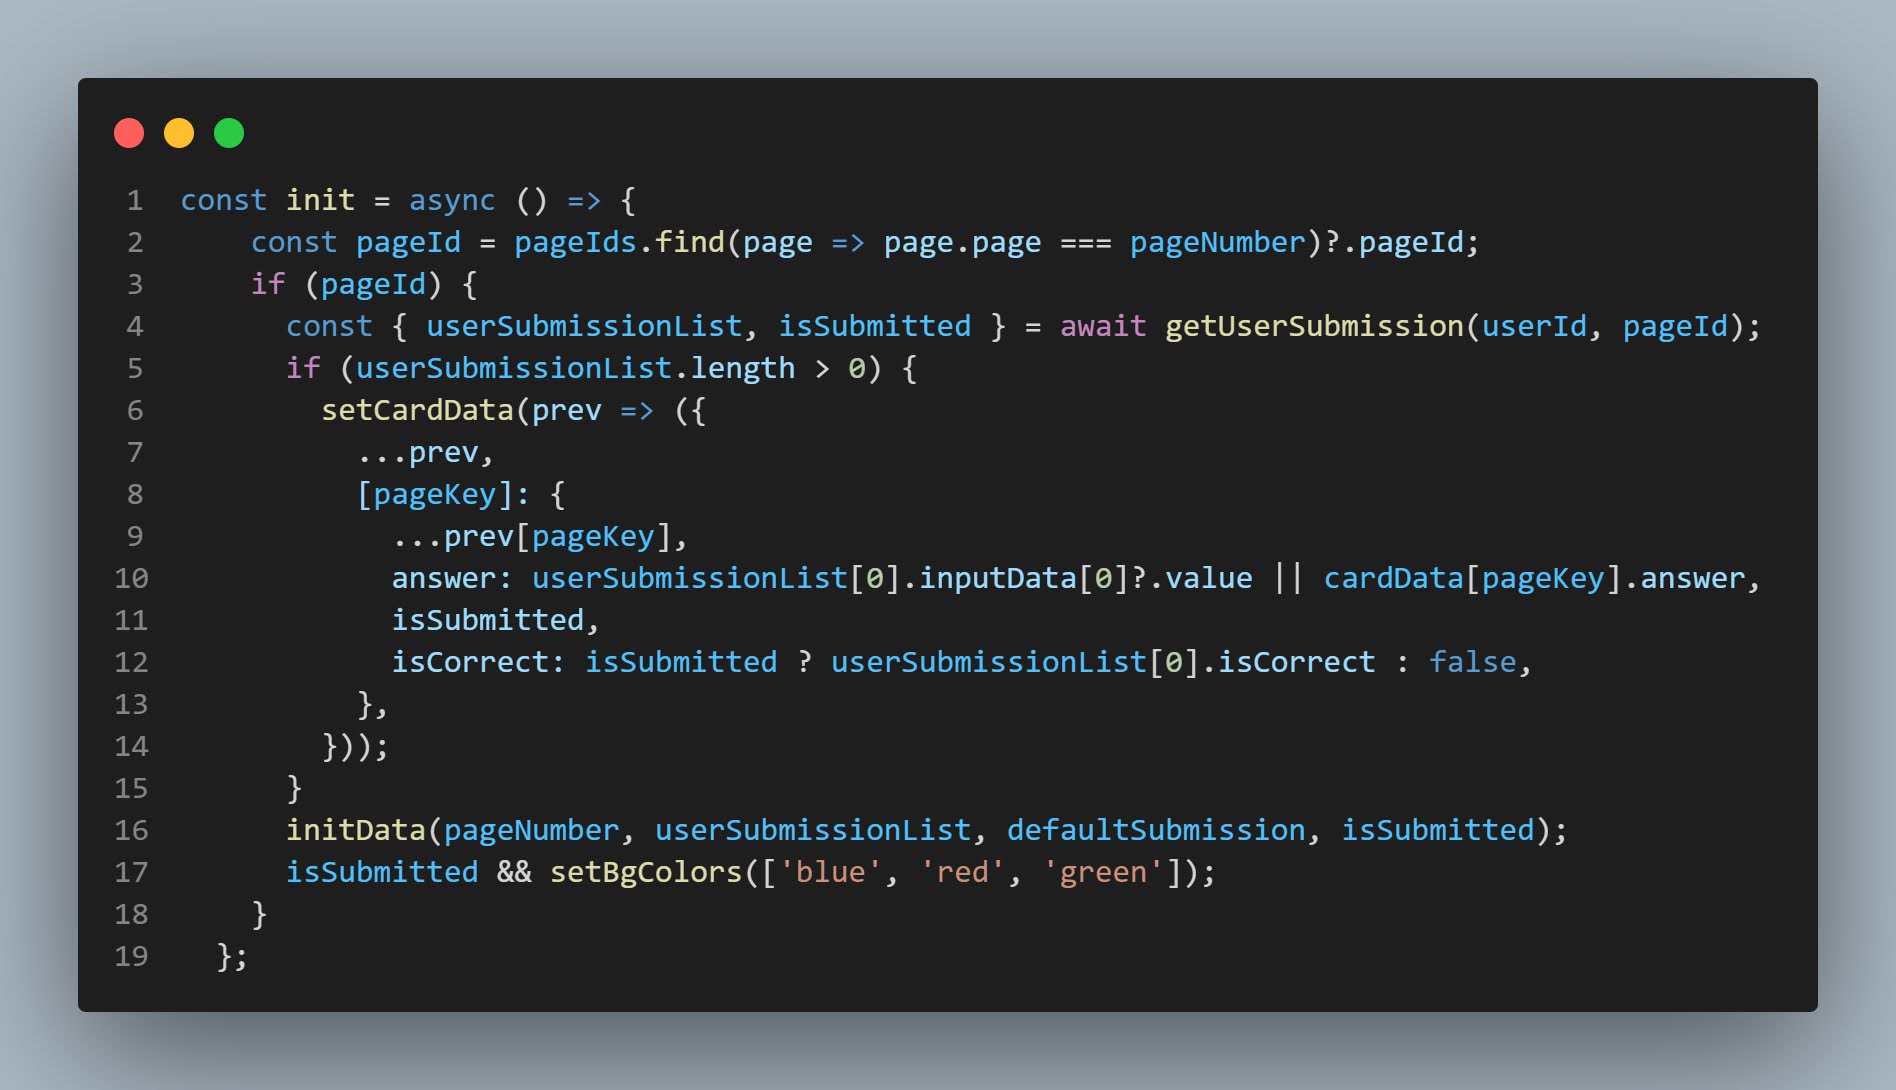 1 const init = async () => {
2     const pageId = pageIds.find(page => page.page === pageNumber)?.pageId;
3     if (pageId) {
4       const { userSubmissionList, isSubmitted } = await getUserSubmission(userId, pageId);
5       if (userSubmissionList.length > 0) {
6         setCardData(prev => ({
7           ...prev,
8           [pageKey]: {
9             ...prev[pageKey],
10             answer: userSubmissionList[0].inputData[0]?.value || cardData[pageKey].answer,
11             isSubmitted,
12             isCorrect: isSubmitted ? userSubmissionList[0].isCorrect : false,
13           },
14         }));
15       }
16       initData(pageNumber, userSubmissionList, defaultSubmission, isSubmitted);
17       isSubmitted && setBgColors(['blue', 'red', 'green']);
18     }
19   };